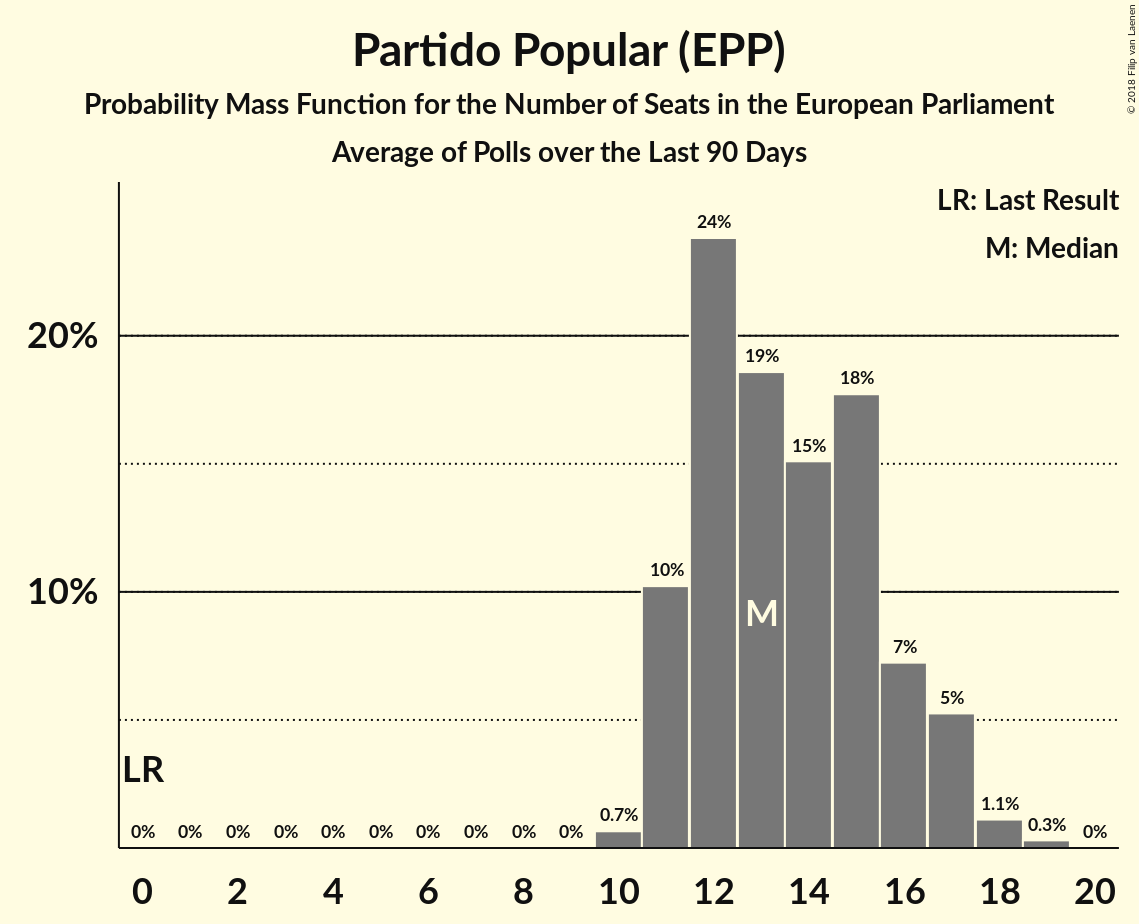 Partido Popular (EPP)
Probability Mass Function for the Number of Seats in the European Parliament
Average of Polls over the Last 90 Days
© 2018 Filip van Laenen
LR: Last Result
M: Median
24%
20%
19%
18%
15%
10%
10%
M
7%
5%
LR
0% 0% 0% 0% 0% 0% 0% 0% 0% 0% 0.7% 1.1% 0.3% 0%
0 2 4 6 8 10 12 14 16 18 20